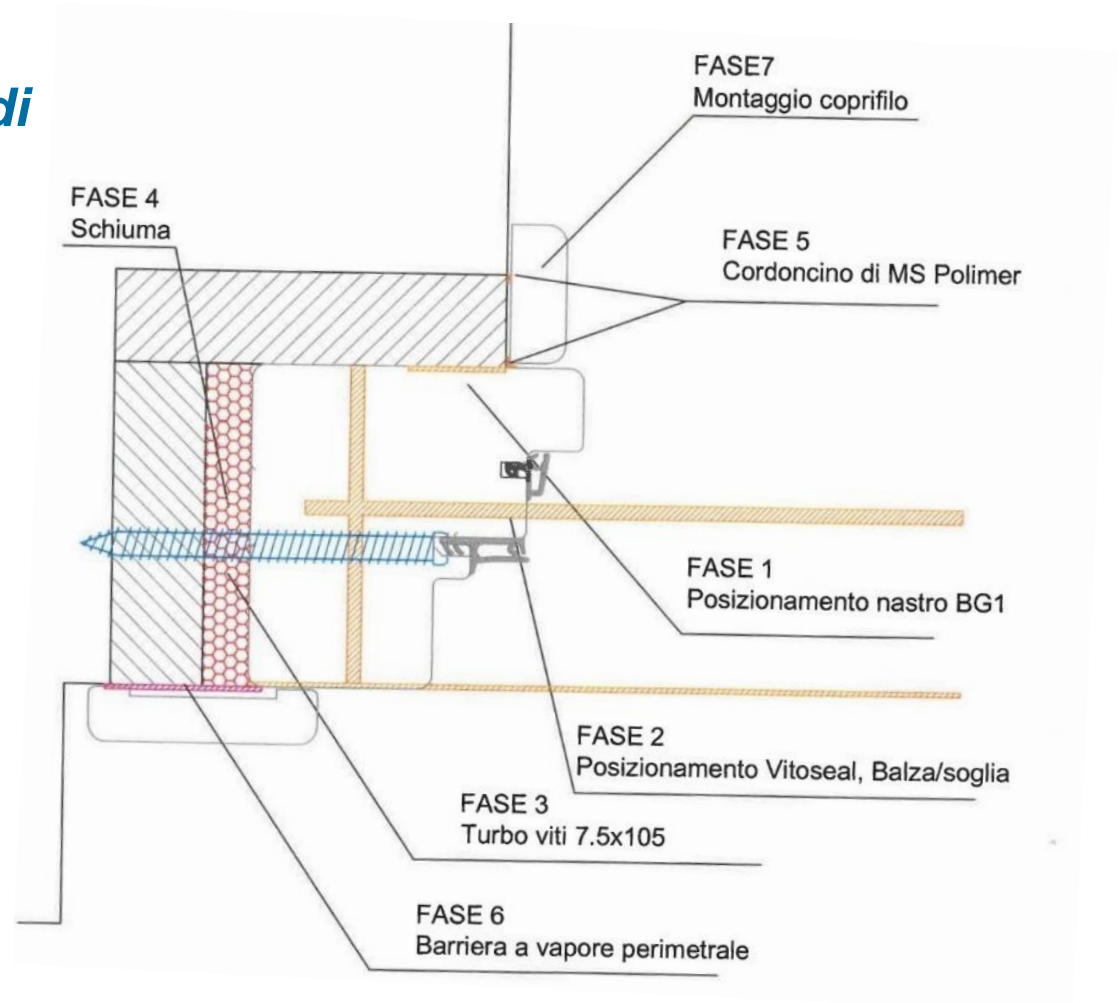 di
FASE7
Montaggio coprifilo
FASE 4
Schiuma
FASE 5
Cordoncino di MS Polimer
FASE 1
Posizionamento nastro BG1
FASE 2
Posizionamento Vitoseal, Balza/soglia
FASE 3
Turbo viti 7.5x105
FASE 6
Barriera a vapore perimetrale